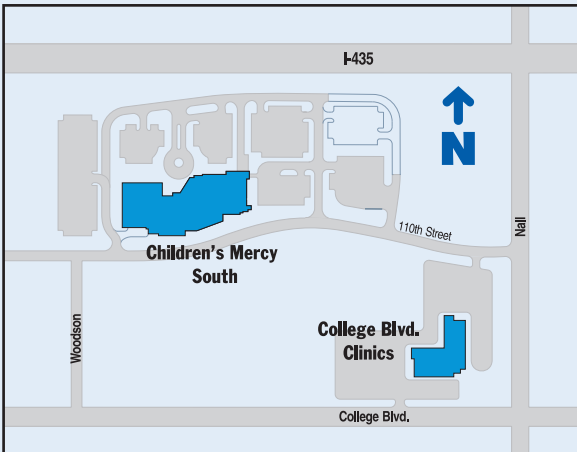 I-435
N
110th Street
Nall
Children's Mercy
South
Woodson
College Blvd.
Clinics
College Blvd.